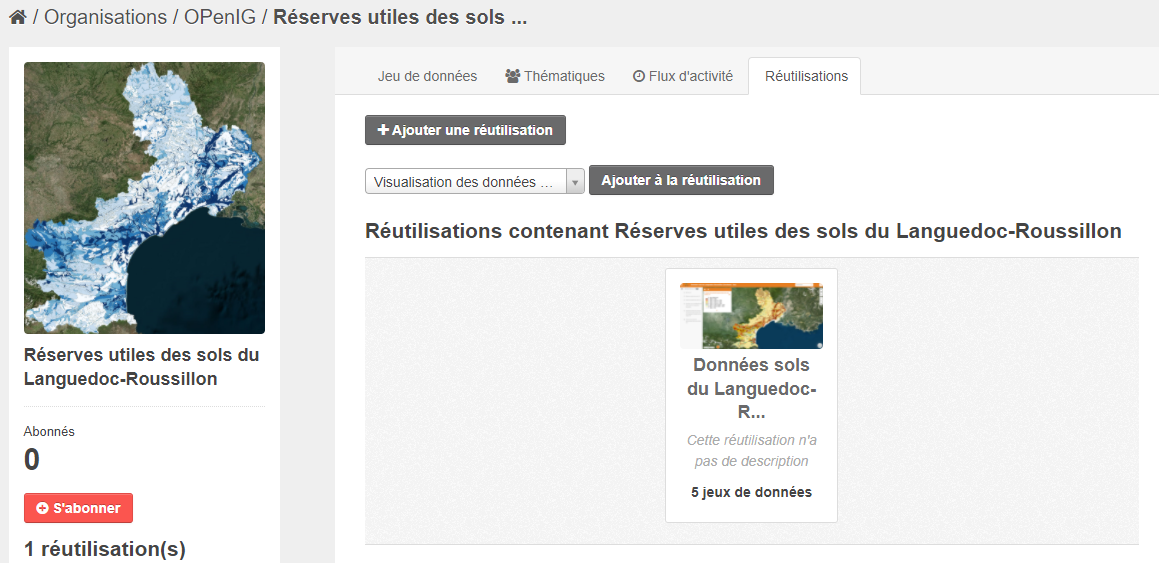 / Organisations / OPenIG / Réserves utiles des sols ...
Jeu de données
Thématiques
Flux d'activité
Réutilisations
Ajouter une réutilisation
Visualisation des données ...
Ajouter à la réutilisation
Réutilisations contenant Réserves utiles des sols du Languedoc-Roussillon
Données sols
du Languedoc-
R...
Cette réutilisation n'a
pas de description
5 jeux de données
Réserves utiles des sols du
Languedoc-Roussillon
Abonnés
0
S'abonner
1 réutilisation(s)